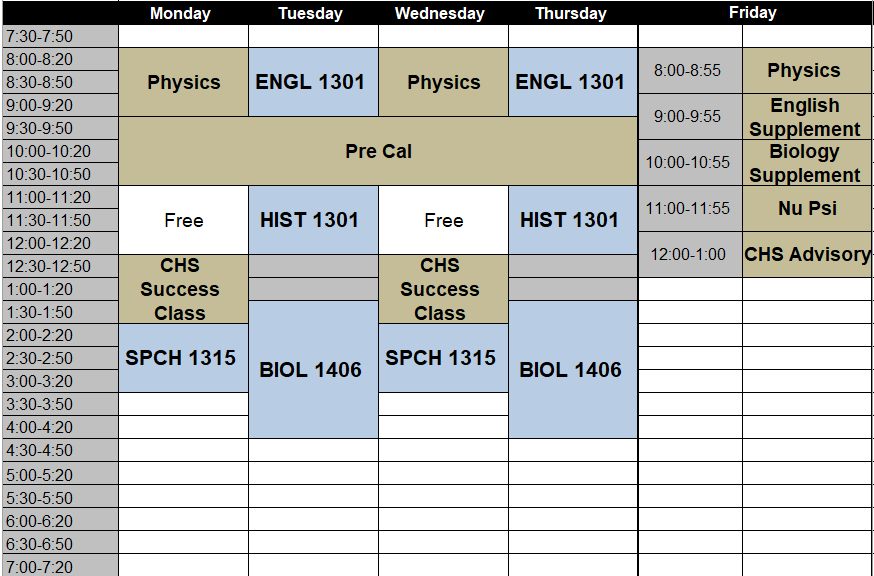 Monday Tuesday Wednesday Thursday Friday
7:30-7:50
8:00-8:20
8:30-8:50
9:00-9:20
9:30-9:50
10:00-10:20
10:30-10:50
11:00-11:20
11:30-11:50
12:00-12:20
12:30-12:50
1:00-1:20
1:30-1:50
2:00-2:20
2:30-2:50
3:00-3:20
3:30-3:50
4:00-4:20
4:30-4:50
5:00-5:20
5:30-5:50
6:00-6:20
6:30-6:50
7:00-7:20
Physics
ENGL 1301
Physics
ENGL 1301
Pre Cal
Free
HIST 1301
Free
HIST 1301
CHS
Success
Class
CHS
Success
Class
SPCH 1315
BIOL 1406
SPCH 1315
BIOL 1406
8:00-8:55
Physics
9:00-9:55
English
Supplement
10:00-10:55
Biology
Supplement
11:00-11:55
Nu Psi
12:00-1:00
CHS Advisory